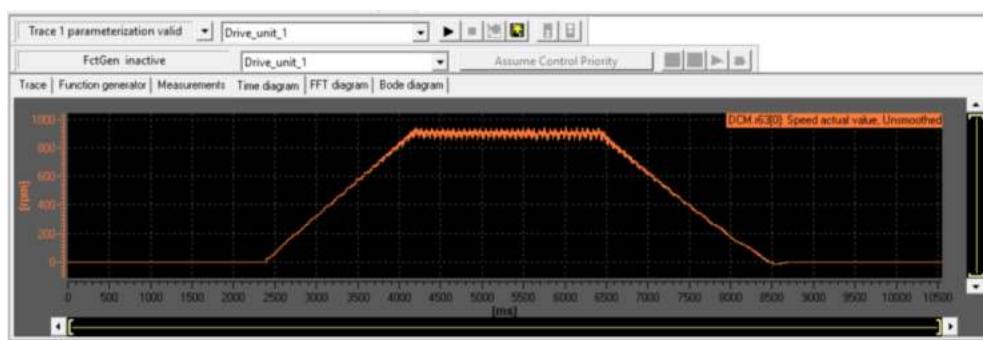 Trace 1 parameterization valid Drive_unit_1
FctGen inactive Drive_unit_1 Assume Control Priority
Trace Function generator Measurements Time diagram FFT diagram Bode diagram
DCM.r63[0]: Speed actual value, Unsmoothed
1000
800
600
400
200
0
[rpm]
0 500 1000 1500 2000 2500 3000 3500 4000 4500 5000 5500 6000 6500 7000 7500 8000 8500 9000 9500 10000 10500
[ms]